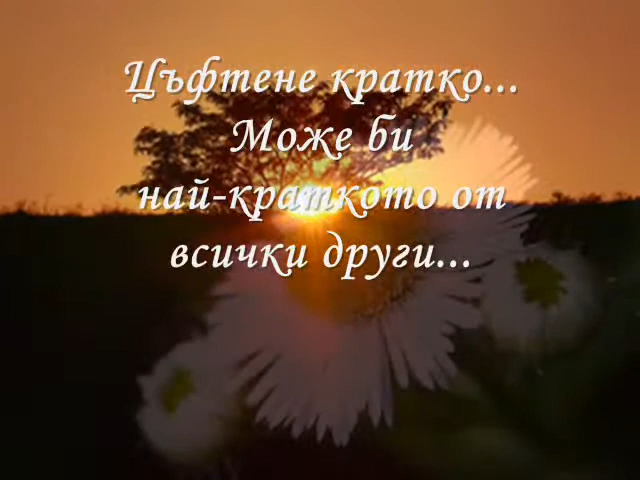 Цъфтене кратко...
Може би
най-краткото от
всички други...